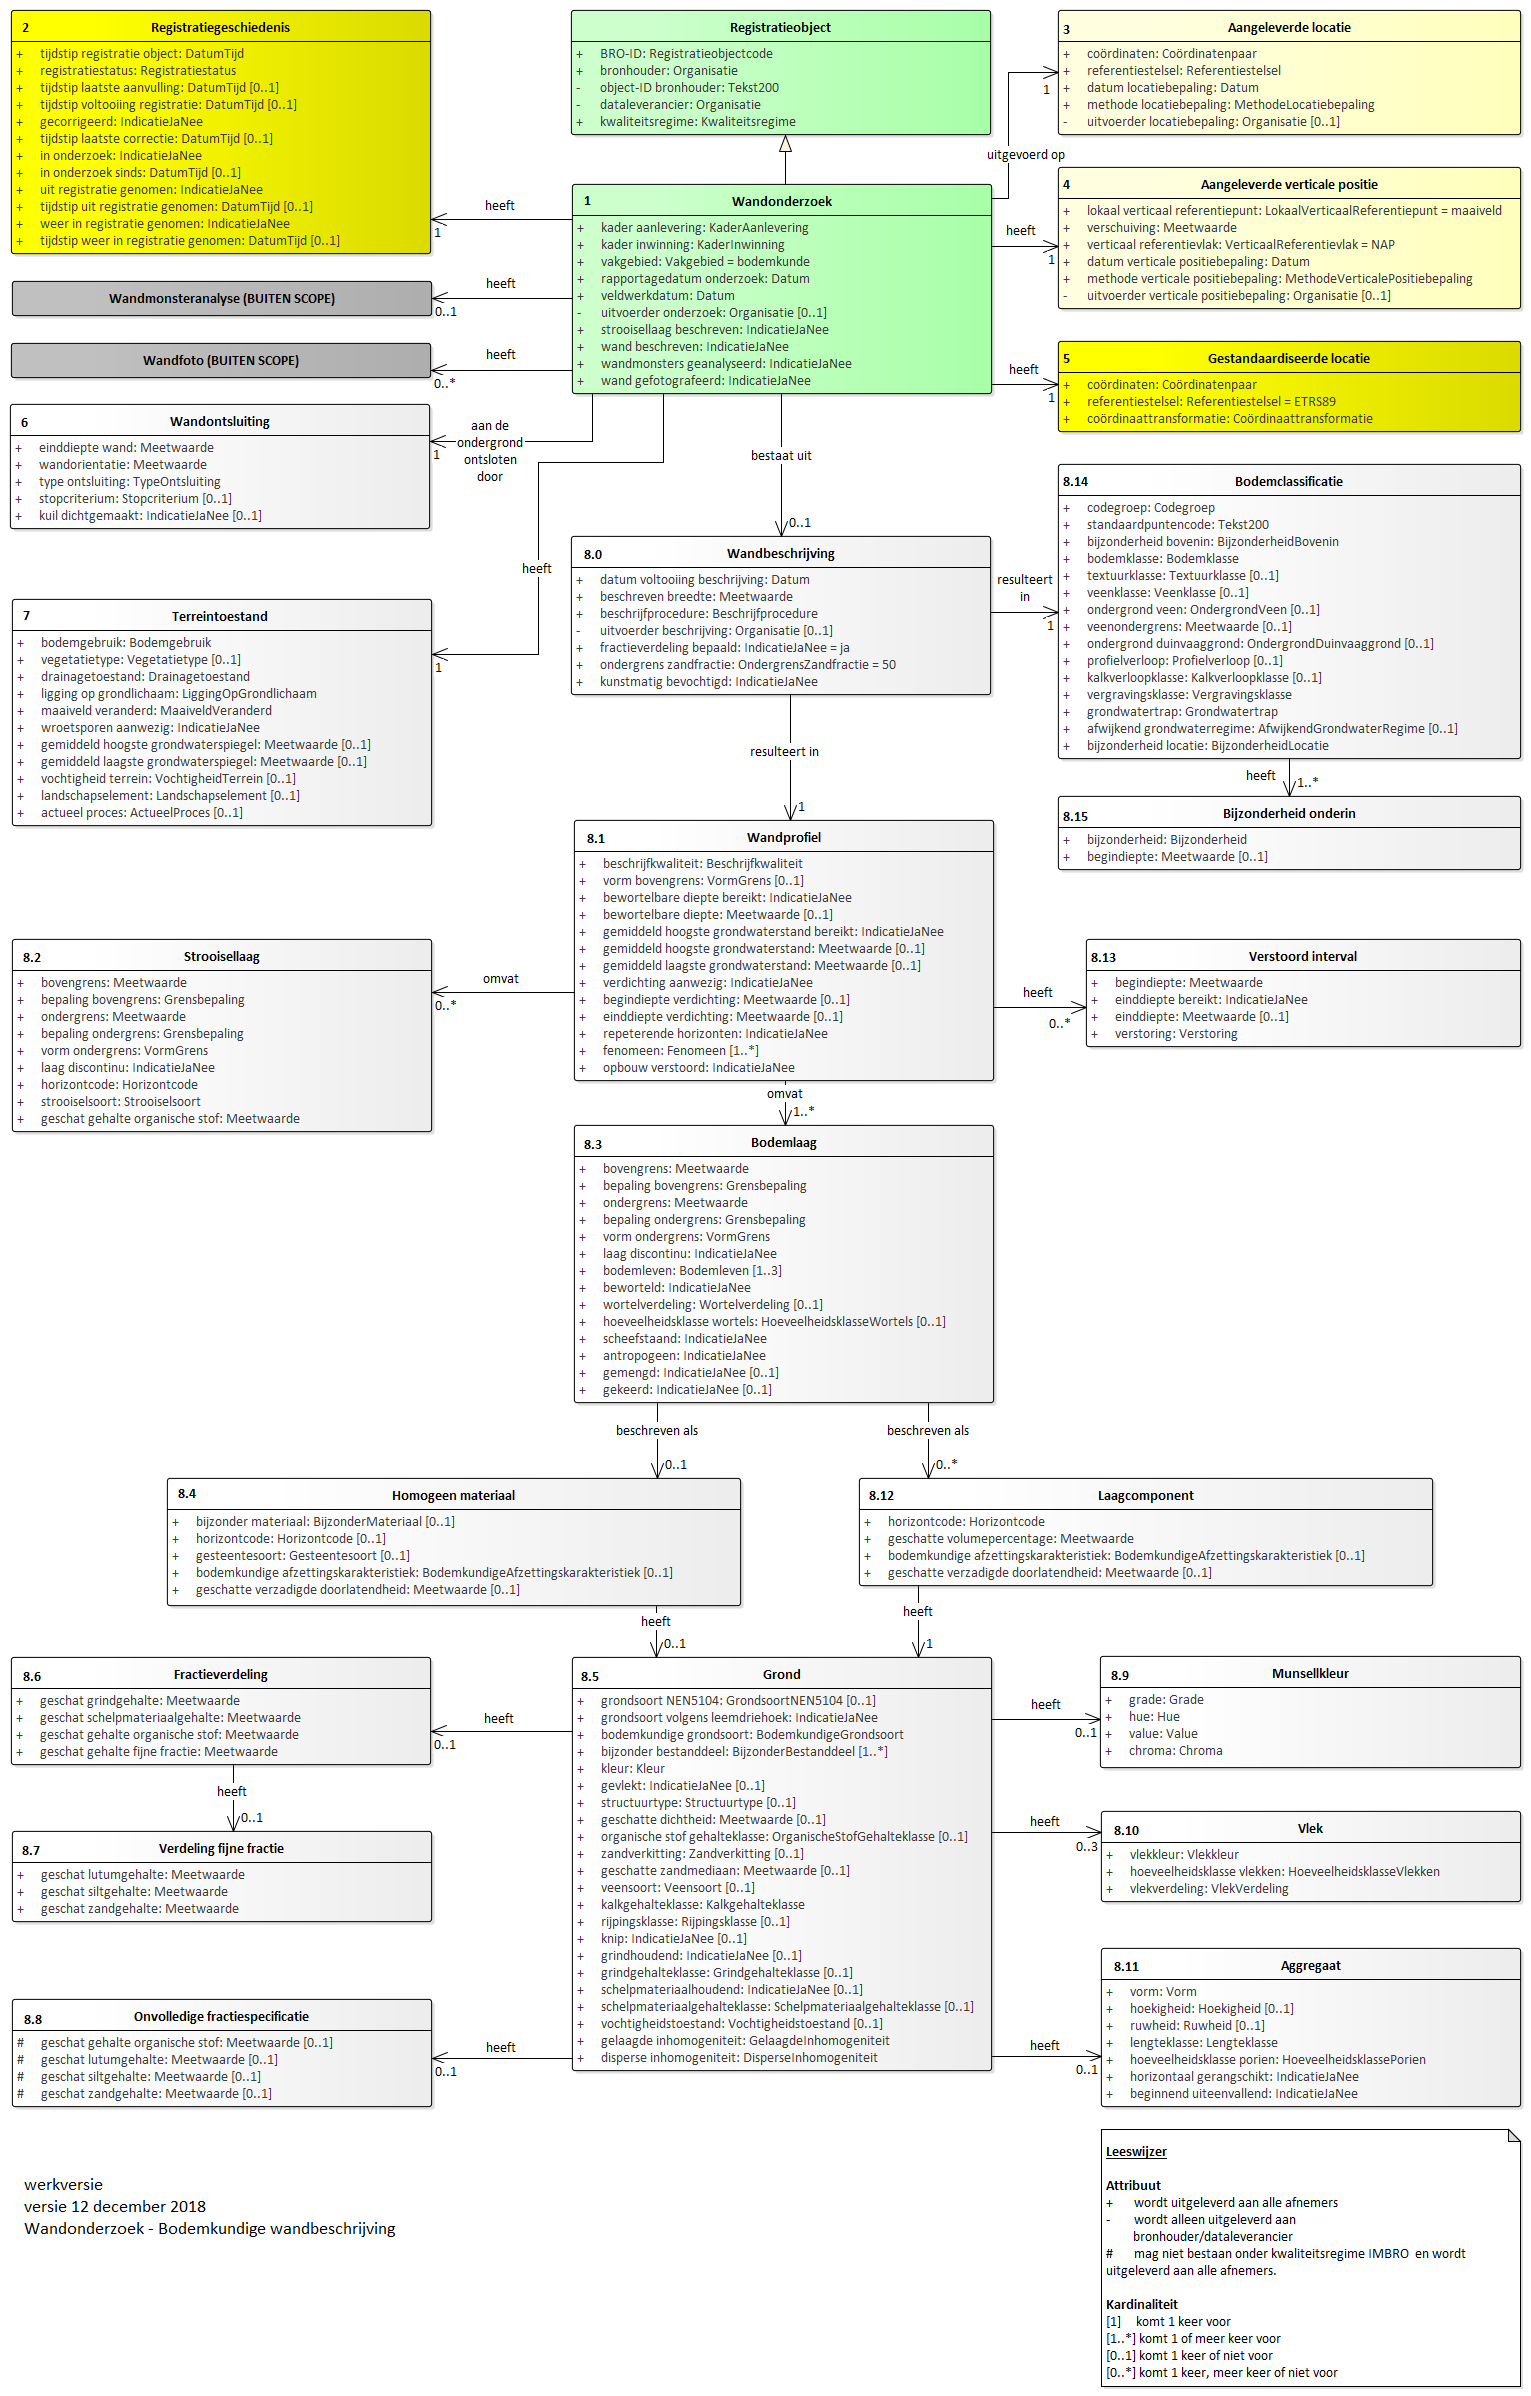 2 Registratiegeschiedenis
+ tijdstip registratie object: DatumTijd
+ registratiestatus: Registratiestatus
+ tijdstip laatste aanvulling: DatumTijd [0..1]
+ tijdstip voltooiing registratie: DatumTijd [0..1]
+ gecorrigeerd: IndicatieJaNee
+ tijdstip laatste correctie: DatumTijd [0..1]
+ in onderzoek: IndicatieJaNee
+ in onderzoek sinds: DatumTijd [0..1]
+ uit registratie genomen: IndicatieJaNee
+ tijdstip uit registratie genomen: DatumTijd [0..1]
+ weer in registratie genomen: IndicatieJaNee
+ tijdstip weer in registratie genomen: DatumTijd [0..1]
Registratieobject
+ BRO-ID: Registratieobjectcode
+ bronhouder: Organisatie
- object-ID bronhouder: Tekst200
- dataleverancier: Organisatie
+ kwaliteitsregime: Kwaliteitsregime
3 Aangeleverde locatie
+ coördinaten: Coördinatenpaar
+ referentiestelsel: Referentiestelsel
+ datum locatiebepaling: Datum
+ methode locatiebepaling: MethodeLocatiebepaling
- uitvoerder locatiebepaling: Organisatie [0..1]
uitgevoerd op
1
1 Wandonderzoek
+ kader aanlevering: KaderAanlevering
+ kader inwinning: KaderInwinning
+ vakgebied: Vakgebied = bodemkunde
+ rapportagedatum onderzoek: Datum
+ veldwerkdatum: Datum
- uitvoerder onderzoek: Organisatie [0..1]
+ strooisellaag beschreven: IndicatieJaNee
+ wand beschreven: IndicatieJaNee
+ wandmonsters geanalyseerd: IndicatieJaNee
+ wand gefotografeerd: IndicatieJaNee
heeft
1
heeft
1
4 Aangeleverde verticale positie
+ lokaal verticaal referentiepunt: LokaalVerticaalReferentiepunt = maaiveld
+ verschuiving: Meetwaarde
+ verticaal referentievlak: VerticaalReferentievlak = NAP
+ datum verticale positiebepaling: Datum
+ methode verticale positiebepaling: MethodeVerticalePositiebepaling
- uitvoerder verticale positiebepaling: Organisatie [0..1]
Wandmonsteranalyse (BUITEN SCOPE)
heeft
0..1
Wandfoto (BUITEN SCOPE)
heeft
0..*
heeft
1
5 Gestandaardiseerde locatie
+ coördinaten: Coördinatenpaar
+ referentiestelsel: Referentiestelsel = ETRS89
+ coördinaattransformatie: Coördinaattransformatie
6 Wandontsluiting
+ einddiepte wand: Meetwaarde
+ wandorientatie: Meetwaarde
+ type ontsluiting: TypeOntsluiting
+ stopcriterium: Stopcriterium [0..1]
+ kuil dichtgemaakt: IndicatieJaNee [0..1]
aan de
ondergrond
ontsloten
door
1
bestaat uit
0..1
heeft
1
7 Terreintoestand
+ bodemgebruik: Bodemgebruik
+ vegetatietype: Vegetatietype [0..1]
+ drainagetoestand: Drainagetoestand
+ ligging op grondlichaam: LiggingOpGrondlichaam
+ maaiveld veranderd: MaaiveldVeranderd
+ wroetsporen aanwezig: IndicatieJaNee
+ gemiddeld hoogste grondwaterspiegel: Meetwaarde [0..1]
+ gemiddeld laagste grondwaterspiegel: Meetwaarde [0..1]
+ vochtigheid terrein: VochtigheidTerrein [0..1]
+ landschapselement: Landschapselement [0..1]
+ actueel proces: ActueelProces [0..1]
8.0 Wandbeschrijving
+ datum voltooiing beschrijving: Datum
+ beschreven breedte: Meetwaarde
+ beschrijfprocedure: Beschrijfprocedure
- uitvoerder beschrijving: Organisatie [0..1]
+ fractieverdeling bepaald: IndicatieJaNee = ja
+ ondergrens zandfractie: OndergrensZandfractie = 50
+ kunstmatig bevochtigd: IndicatieJaNee
resulteert
in
1
8.14 Bodemclassificatie
+ codegroep: Codegroep
+ standaardpuntencode: Tekst200
+ bijzonderheid bovenin: BijzonderheidBovenin
+ bodemklasse: Bodemklasse
+ textuurklasse: Textuurklasse [0..1]
+ veenklasse: Veenklasse [0..1]
+ ondergrond veen: OndergrondVeen [0..1]
+ veenondergrens: Meetwaarde [0..1]
+ ondergrond duinvaaggrond: OndergrondDuinvaaggrond [0..1]
+ profielverloop: Profielverloop [0..1]
+ kalkverloopklasse: Kalkverloopklasse [0..1]
+ vergravingsklasse: Vergravingsklasse
+ grondwatertrap: Grondwatertrap
+ afwijkend grondwaterregime: AfwijkendGrondwaterRegime [0..1]
+ bijzonderheid locatie: BijzonderheidLocatie
heeft
1..*
8.15 Bijzonderheid onderin
+ bijzonderheid: Bijzonderheid
+ begindiepte: Meetwaarde [0..1]
resulteert in
1
8.1 Wandprofiel
+ beschrijfkwaliteit: Beschrijfkwaliteit
+ vorm bovengrens: VormGrens [0..1]
+ bewortelbare diepte bereikt: IndicatieJaNee
+ bewortelbare diepte: Meetwaarde [0..1]
+ gemiddeld hoogste grondwaterstand bereikt: IndicatieJaNee
+ gemiddeld hoogste grondwaterstand: Meetwaarde [0..1]
+ gemiddeld laagste grondwaterstand: Meetwaarde [0..1]
+ verdichting aanwezig: IndicatieJaNee
+ begindiepte verdichting: Meetwaarde [0..1]
+ einddiepte verdichting: Meetwaarde [0..1]
+ repeterende horizonten: IndicatieJaNee
+ fenomeen: Fenomeen [1..*]
+ opbouw verstoord: IndicatieJaNee
8.2 Strooisellaag
+ bovengrens: Meetwaarde
+ bepaling bovengrens: Grensbepaling
+ ondergrens: Meetwaarde
+ bepaling ondergrens: Grensbepaling
+ vorm ondergrens: VormGrens
+ laag discontinu: IndicatieJaNee
+ horizontcode: Horizontcode
+ strooiselsoort: Strooiselsoort
+ geschat gehalte organische stof: Meetwaarde
omvat
0..*
heeft
0..*
8.13 Verstoord interval
+ begindiepte: Meetwaarde
+ einddiepte bereikt: IndicatieJaNee
+ einddiepte: Meetwaarde [0..1]
+ verstoring: Verstoring
omvat
1..*
8.3 Bodemlaag
+ bovengrens: Meetwaarde
+ bepaling bovengrens: Grensbepaling
+ ondergrens: Meetwaarde
+ bepaling ondergrens: Grensbepaling
+ vorm ondergrens: VormGrens
+ laag discontinu: IndicatieJaNee
+ bodemleven: Bodemleven [1..3]
+ beworteld: IndicatieJaNee
+ wortelverdeling: Wortelverdeling [0..1]
+ hoeveelheidsklasse wortels: HoeveelheidsklasseWortels [0..1]
+ scheefstaand: IndicatieJaNee
+ antropogeen: IndicatieJaNee
+ gemengd: IndicatieJaNee [0..1]
+ gekeerd: IndicatieJaNee [0..1]
beschreven als
0..1
beschreven als
0..*
8.4 Homogeen materiaal
+ bijzonder materiaal: BijzonderMateriaal [0..1]
+ horizontcode: Horizontcode [0..1]
+ gesteentesoort: Gesteentesoort [0..1]
+ bodemkundige afzettingskarakteristiek: BodemkundigeAfzettingskarakteristiek [0..1]
+ geschatte verzadigde doorlatendheid: Meetwaarde [0..1]
8.12 Laagcomponent
+ horizontcode: Horizontcode
+ geschatte volumepercentage: Meetwaarde
+ bodemkundige afzettingskarakteristiek: BodemkundigeAfzettingskarakteristiek [0..1]
+ geschatte verzadigde doorlatendheid: Meetwaarde [0..1]
heeft
0..1
heeft
1
8.6 Fractieverdeling
+ geschat grindgehalte: Meetwaarde
+ geschat schelpmateriaalgehalte: Meetwaarde
+ geschat gehalte organische stof: Meetwaarde
+ geschat gehalte fijne fractie: Meetwaarde
heeft
0..1
8.7 Verdeling fijne fractie
+ geschat lutumgehalte: Meetwaarde
+ geschat siltgehalte: Meetwaarde
+ geschat zandgehalte: Meetwaarde
8.8 Onvolledige fractiespecificatie
# geschat gehalte organische stof: Meetwaarde [0..1]
# geschat lutumgehalte: Meetwaarde [0..1]
# geschat siltgehalte: Meetwaarde [0..1]
# geschat zandgehalte: Meetwaarde [0..1]
heeft
0..1
heeft
0..1
8.5 Grond
+ grondsoort NEN5104: GrondsoortNEN5104 [0..1]
+ grondsoort volgens leemdriehoek: IndicatieJaNee
+ bodemkundige grondsoort: BodemkundigeGrondsoort
+ bijzonder bestanddeel: BijzonderBestanddeel [1..*]
+ kleur: Kleur
+ gevlekt: IndicatieJaNee [0..1]
+ structuurtype: Structuurtype [0..1]
+ geschatte dichtheid: Meetwaarde [0..1]
+ organische stof gehalteklasse: OrganischeStofGehalteklasse [0..1]
+ zandverkitting: Zandverkitting [0..1]
+ geschatte zandmediaan: Meetwaarde [0..1]
+ veensoort: Veensoort [0..1]
+ kalkgehalteklasse: Kalkgehalteklasse
+ rijpingsklasse: Rijpingsklasse [0..1]
+ knip: IndicatieJaNee [0..1]
+ grindhoudend: IndicatieJaNee [0..1]
+ grindgehalteklasse: Grindgehalteklasse [0..1]
+ schelpmateriaalhoudend: IndicatieJaNee [0..1]
+ schelpmateriaalgehalteklasse: Schelpmateriaalgehalteklasse [0..1]
+ vochtigheidstoestand: Vochtigheidstoestand [0..1]
+ gelaagde inhomogeniteit: GelaagdeInhomogeniteit
+ disperse inhomogeniteit: DisperseInhomogeniteit
heeft
0..1
8.9 Munsellkleur
+ grade: Grade
+ hue: Hue
+ value: Value
+ chroma: Chroma
heeft
0..3
8.10 Vlek
+ vlekkleur: Vlekkleur
+ hoeveelheidsklasse vlekken: HoeveelheidsklasseVlekken
+ vlekverdeling: VlekVerdeling
heeft
0..1
8.11 Aggregaat
+ vorm: Vorm
+ hoekigheid: Hoekigheid [0..1]
+ ruwheid: Ruwheid [0..1]
+ lengteklasse: Lengteklasse
+ hoeveelheidsklasse porien: HoeveelheidsklassePorien
+ horizontaal gerangschikt: IndicatieJaNee
+ beginnend uiteenvallend: IndicatieJaNee
werkversie
versie 12 december 2018
Wandonderzoek - Bodemkundige wandbeschrijving
Leeswijzer
Attribuut
+ wordt uitgeleverd aan alle afnemers
- wordt alleen uitgeleverd aan
bronhouder/dataleverancier
# mag niet bestaan onder kwaliteitsregime IMBRO en wordt
uitgeleverd aan alle afnemers.
Kardinaliteit
[1] komt 1 keer voor
[1..*] komt 1 of meer keer voor
[0..1] komt 1 keer of niet voor
[0..*] komt 1 keer, meer keer of niet voor